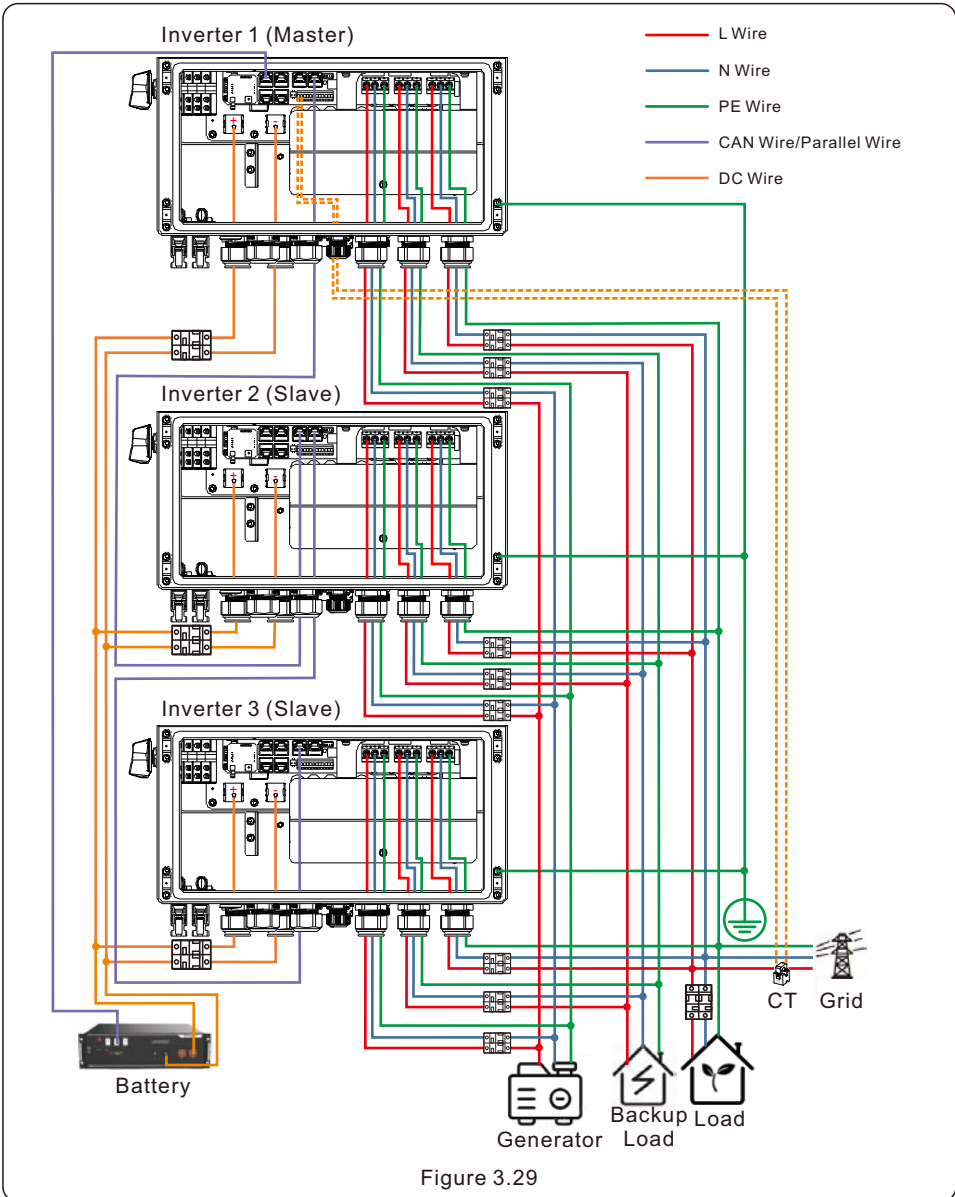 Inverter 1 (Master)
L Wire
N Wire
PE Wire
CAN Wire/Parallel Wire
DC Wire
+ -
Inverter 2 (Slave)
+ -
Inverter 3 (Slave)
+ -
CT
Grid
Battery
Generator
Backup
Load
Load
Figure 3.29